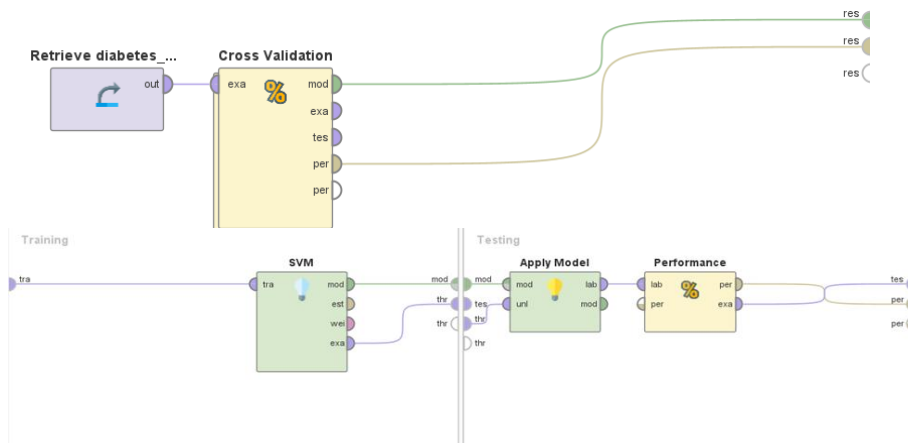 res
res
res
Retrieve diabetes_...
Cross Validation
out
exa
%
mod
exa
tes
per
per
Training
Testing
SVM
Apply Model
Performance
tra
tra
mod
est
wei
exa
mod
thr
thr
mod
tes
thr
thr
mod
unl
lab
mod
lab
per
%
per
exa
tes
per
per